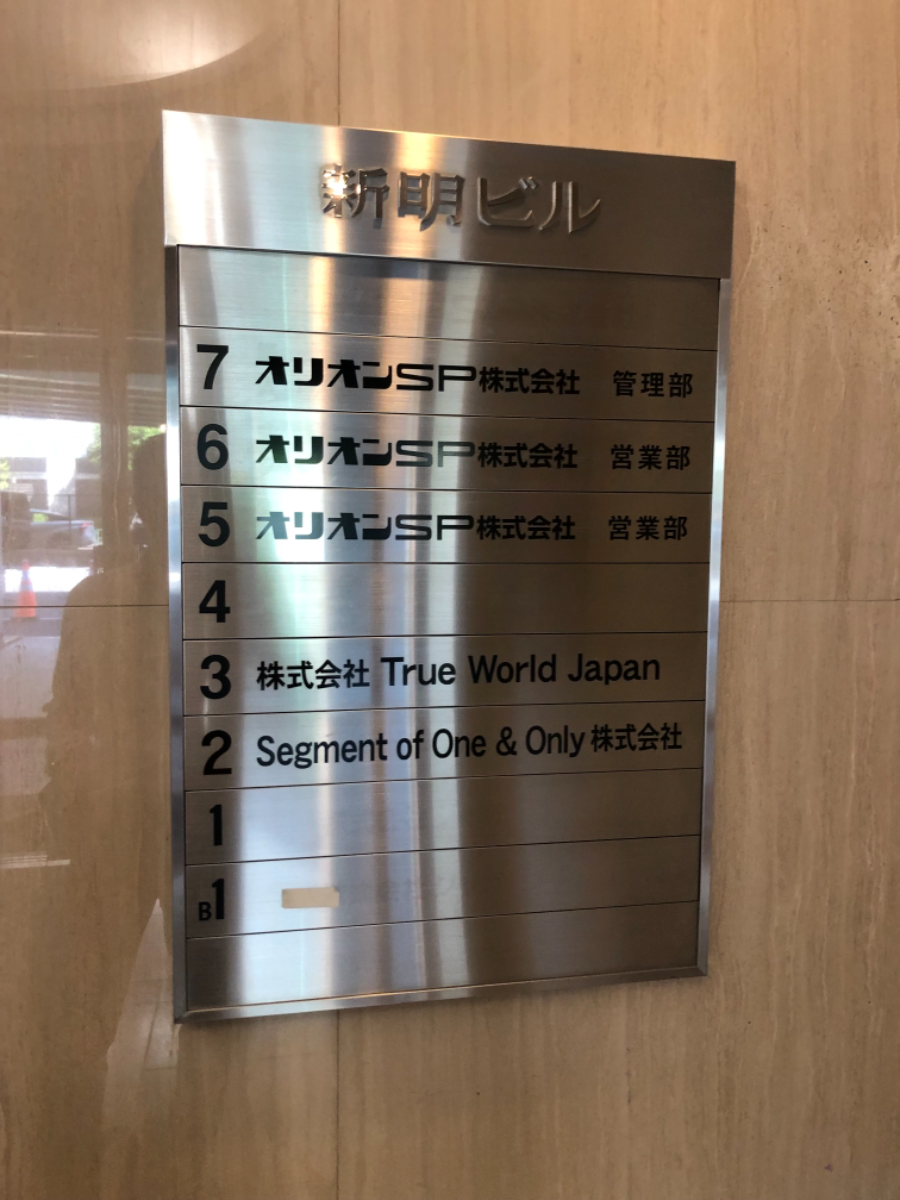 新明ビル
7 オリオンSP株式会社 管理部
6 オリオンSP株式会社 営業部
5 オリオンSP株式会社 営業部
4
3 株式会社 True World Japan
2 Segment of One & Only 株式会社
1
B1